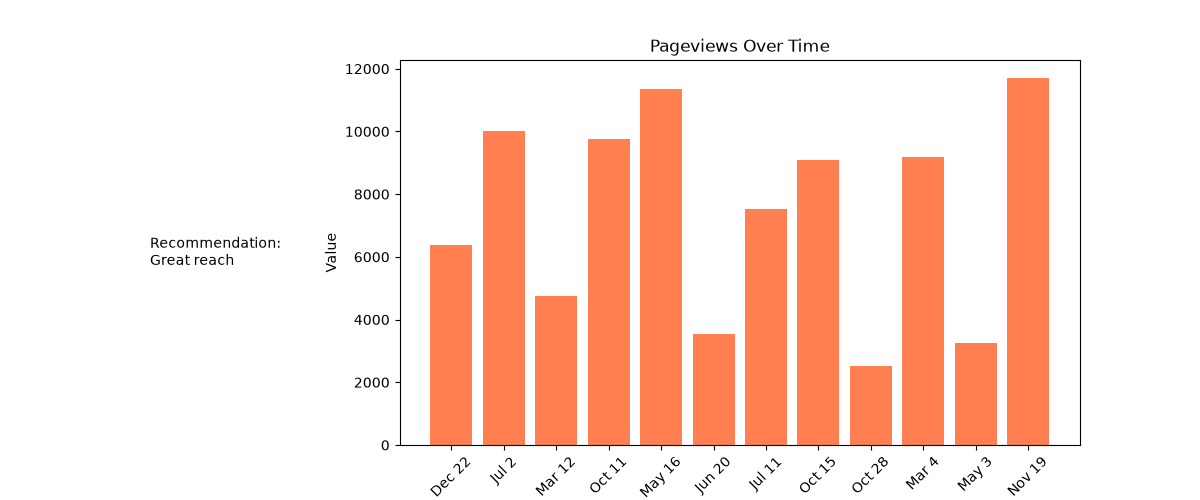 Pageviews Over Time
Recommendation:
Great reach
Value
12000
10000
8000
6000
4000
2000
0
Dec 22
Jul 2
Mar 12
Oct 11
May 16
Jun 20
Jul 11
Oct 15
Oct 28
Mar 4
May 3
Nov 19